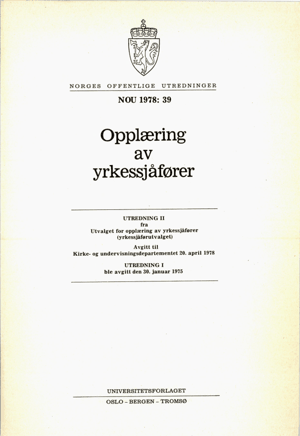 NORGES OFFENTLIGE UTREDNINGER
NOU 1978: 39
Opplæring
av
yrkessjåfører
UTREDNING II
fra
Utvalget for opplæring av yrkessjåfører
(yrkessjåførutvalget)
Avgitt til
Kirke- og undervisningsdepartementet 20. april 1978
UTREDNING I
ble avgitt den 30. januar 1975
UNIVERSITETSFORLAGET
OSLO - BERGEN - TROMSØ